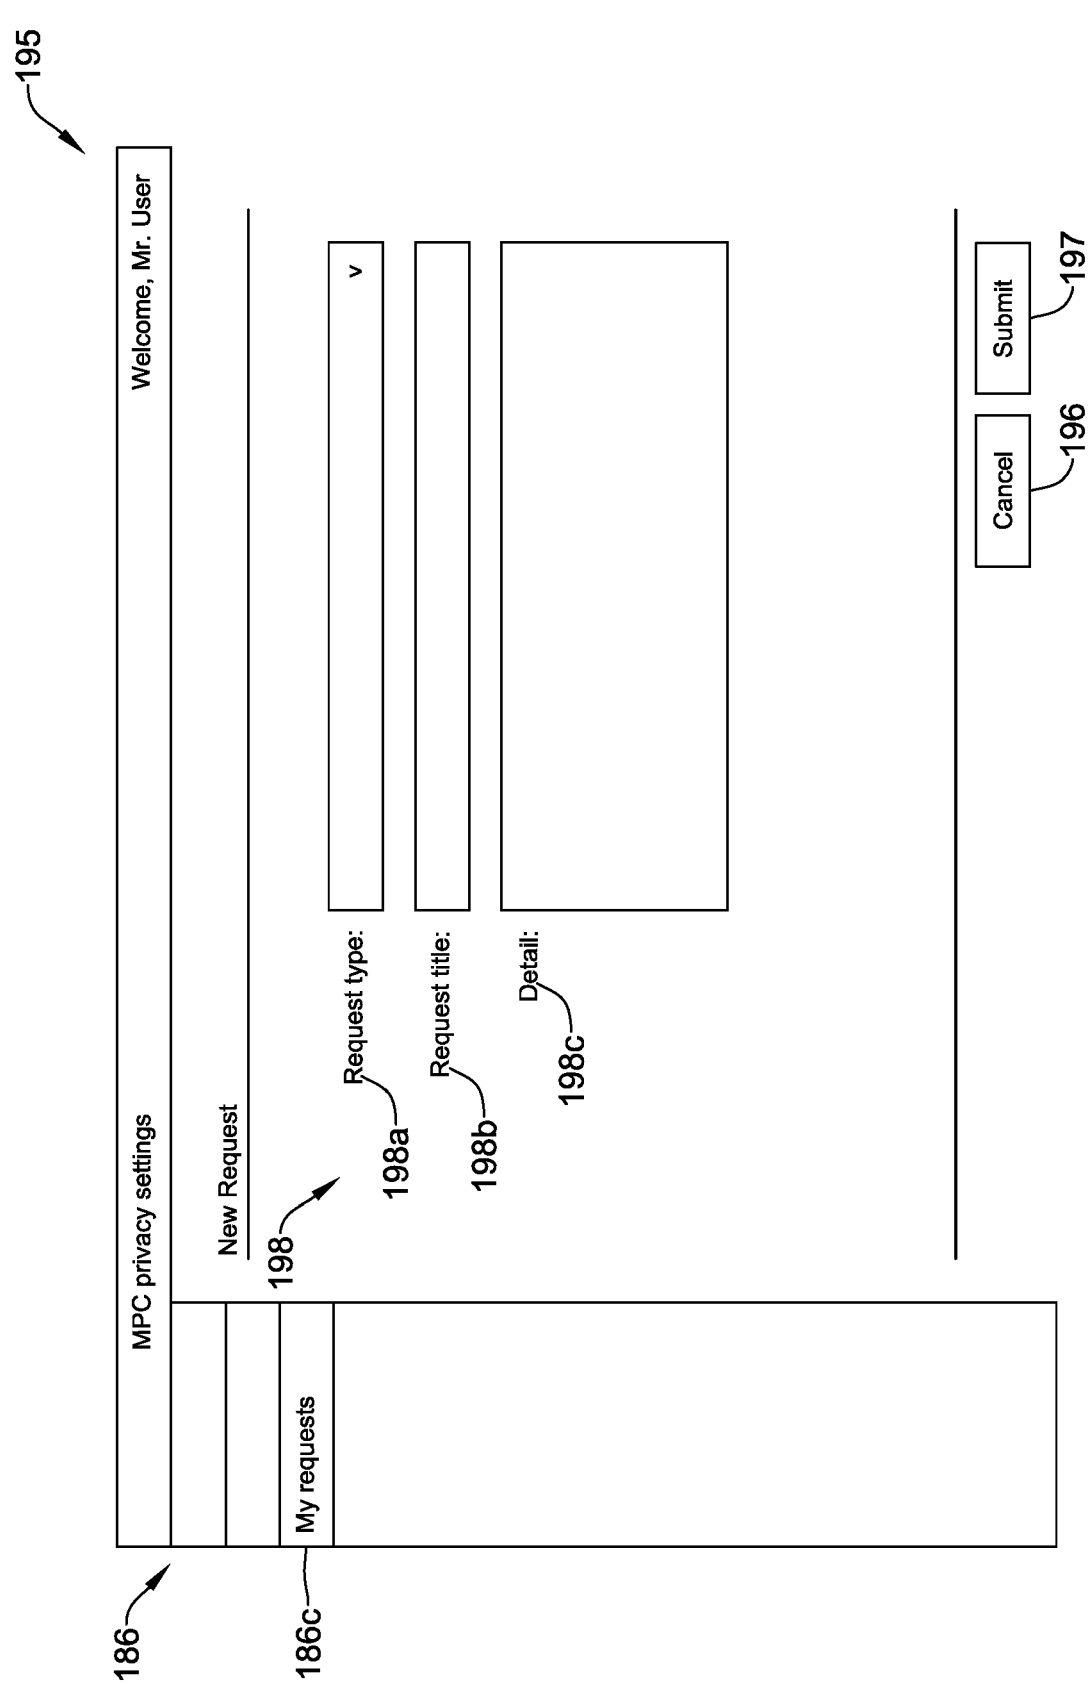 195
MPC privacy settings
Welcome, Mr. User
186
New Request
198
Request type:
v
198a
Request title:
198b
My requests
186c
Detail:
198c
Cancel
Submit
196
197